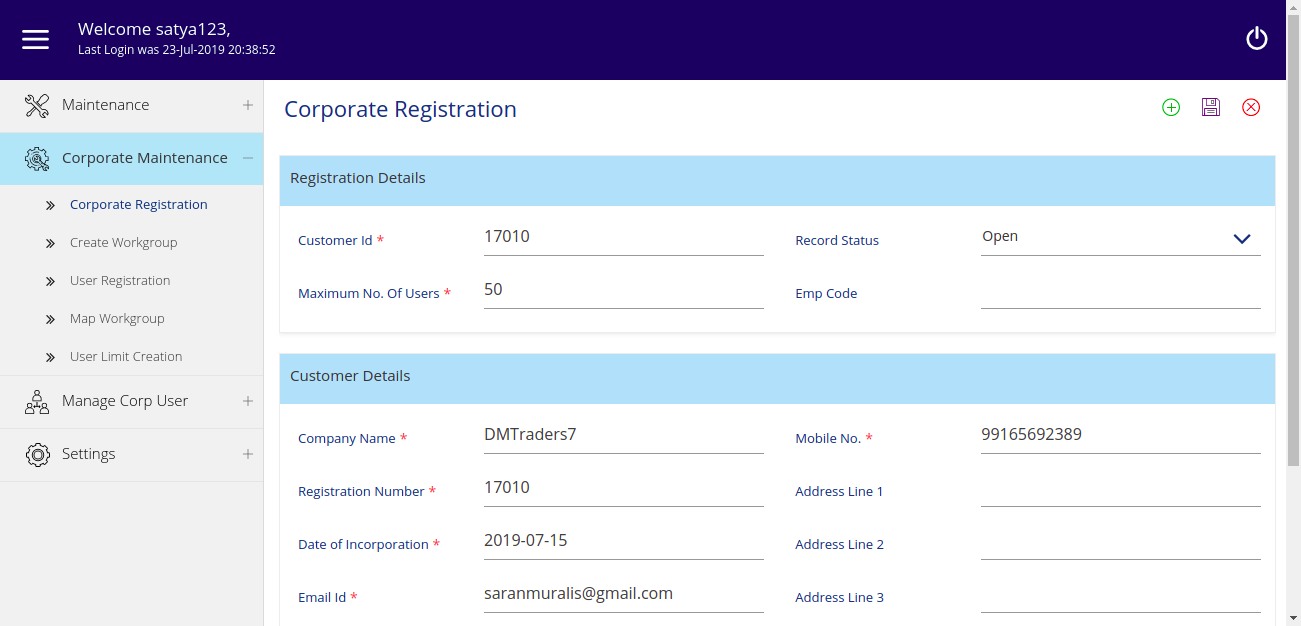 Welcome satya123,
Last Login was 23-Jul-2019 20:38:52
Maintenance +
Corporate Maintenance –
» Corporate Registration
» Create Workgroup
» User Registration
» Map Workgroup
» User Limit Creation
Manage Corp User +
Settings +
Corporate Registration
Registration Details
Customer Id * 17010 Record Status Open
Maximum No. Of Users * 50 Emp Code
Customer Details
Company Name * DMTraders7 Mobile No. * 99165692389
Registration Number * 17010 Address Line 1
Date of Incorporation * 2019-07-15 Address Line 2
Email Id * saranmuralis@gmail.com Address Line 3